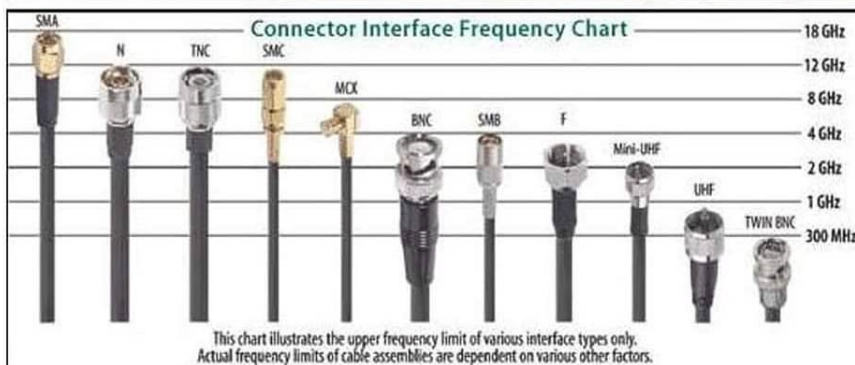 Connector Interface Frequency Chart
SMA
N
TNC
SMC
MCX
BNC
SMB
F
Mini-UHF
UHF
TWIN BNC
18 GHz
12 GHz
8 GHz
4 GHz
2 GHz
1 GHz
300 MHz
This chart illustrates the upper frequency limit of various interface types only.
Actual frequency limits of cable assemblies are dependent on various other factors.